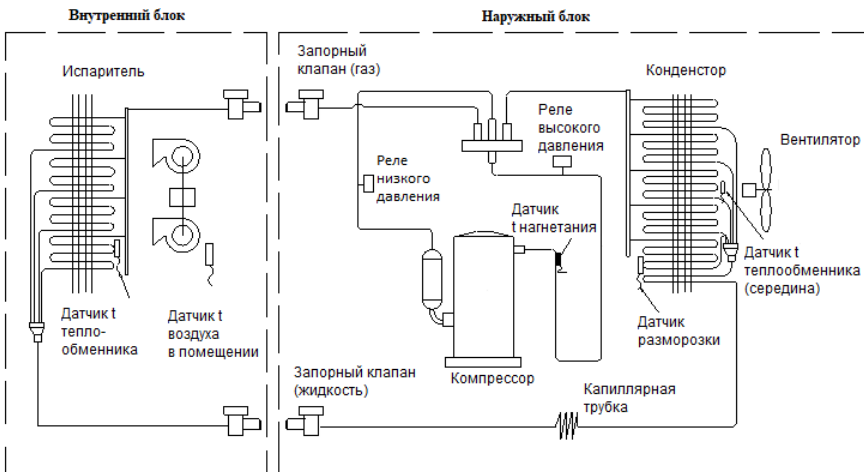 Внутренний блок
Наружный блок
Испаритель
Запорный
клапан (газ)
Конденстор
Реле
высокого
давления
Вентилятор
Реле
низкого
давления
Датчик
t нагнетания
Датчик t
тепло-
обменника
Датчик t
воздуха
в помещении
Датчик t
теплообменника
(середина)
Датчик
разморозки
Запорный клапан
(жидкость)
Компрессор
Капиллярная
трубка